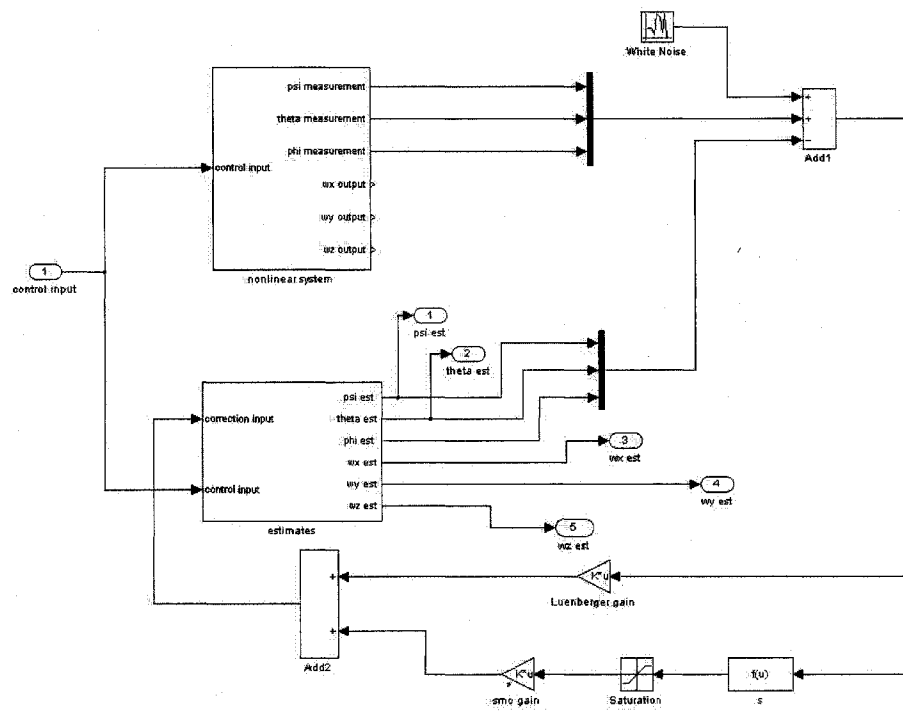 White Noise
psi measurement
theta measurement
phi measurement
control input
wx output
wy output
wz output
nonlinear system
+
+
−
Add1
1
control input
1
psi est
2
theta est
correction input
control input
psi est
theta est
phi est
wx est
wy est
wz est
estimates
3
wx est
4
wy est
5
wz est
+
+
Add2
K*u
Luenberger gain
K*u
smo gain
Saturation
f(u)
s